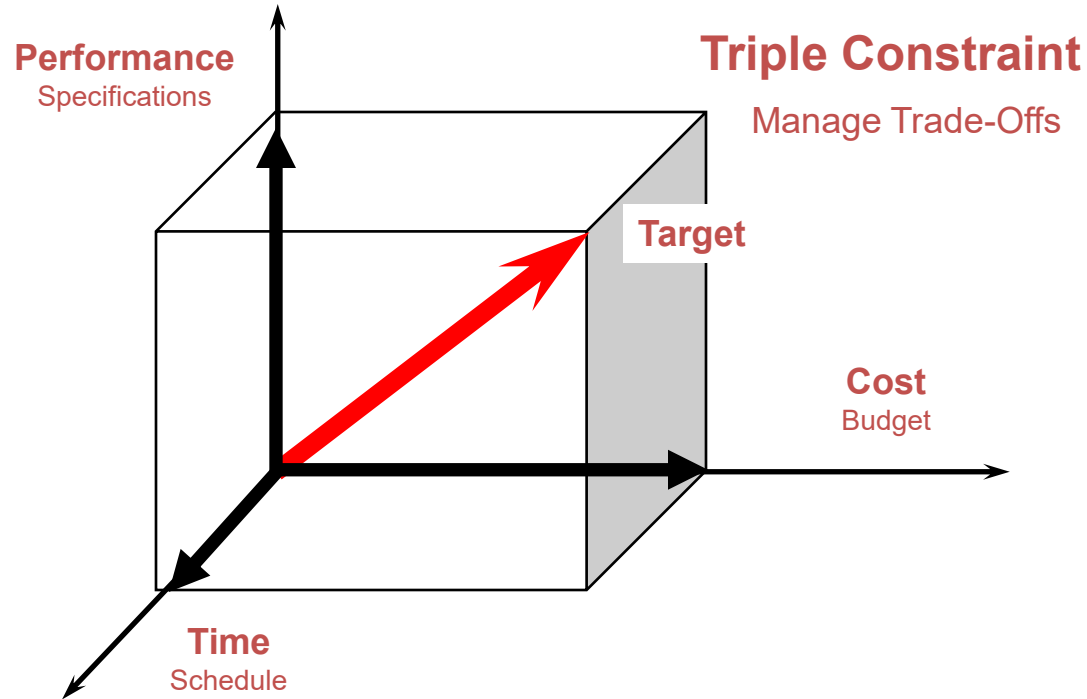 Triple Constraint
Manage Trade-Offs
Performance
Specifications
Target
Cost
Budget
Time
Schedule